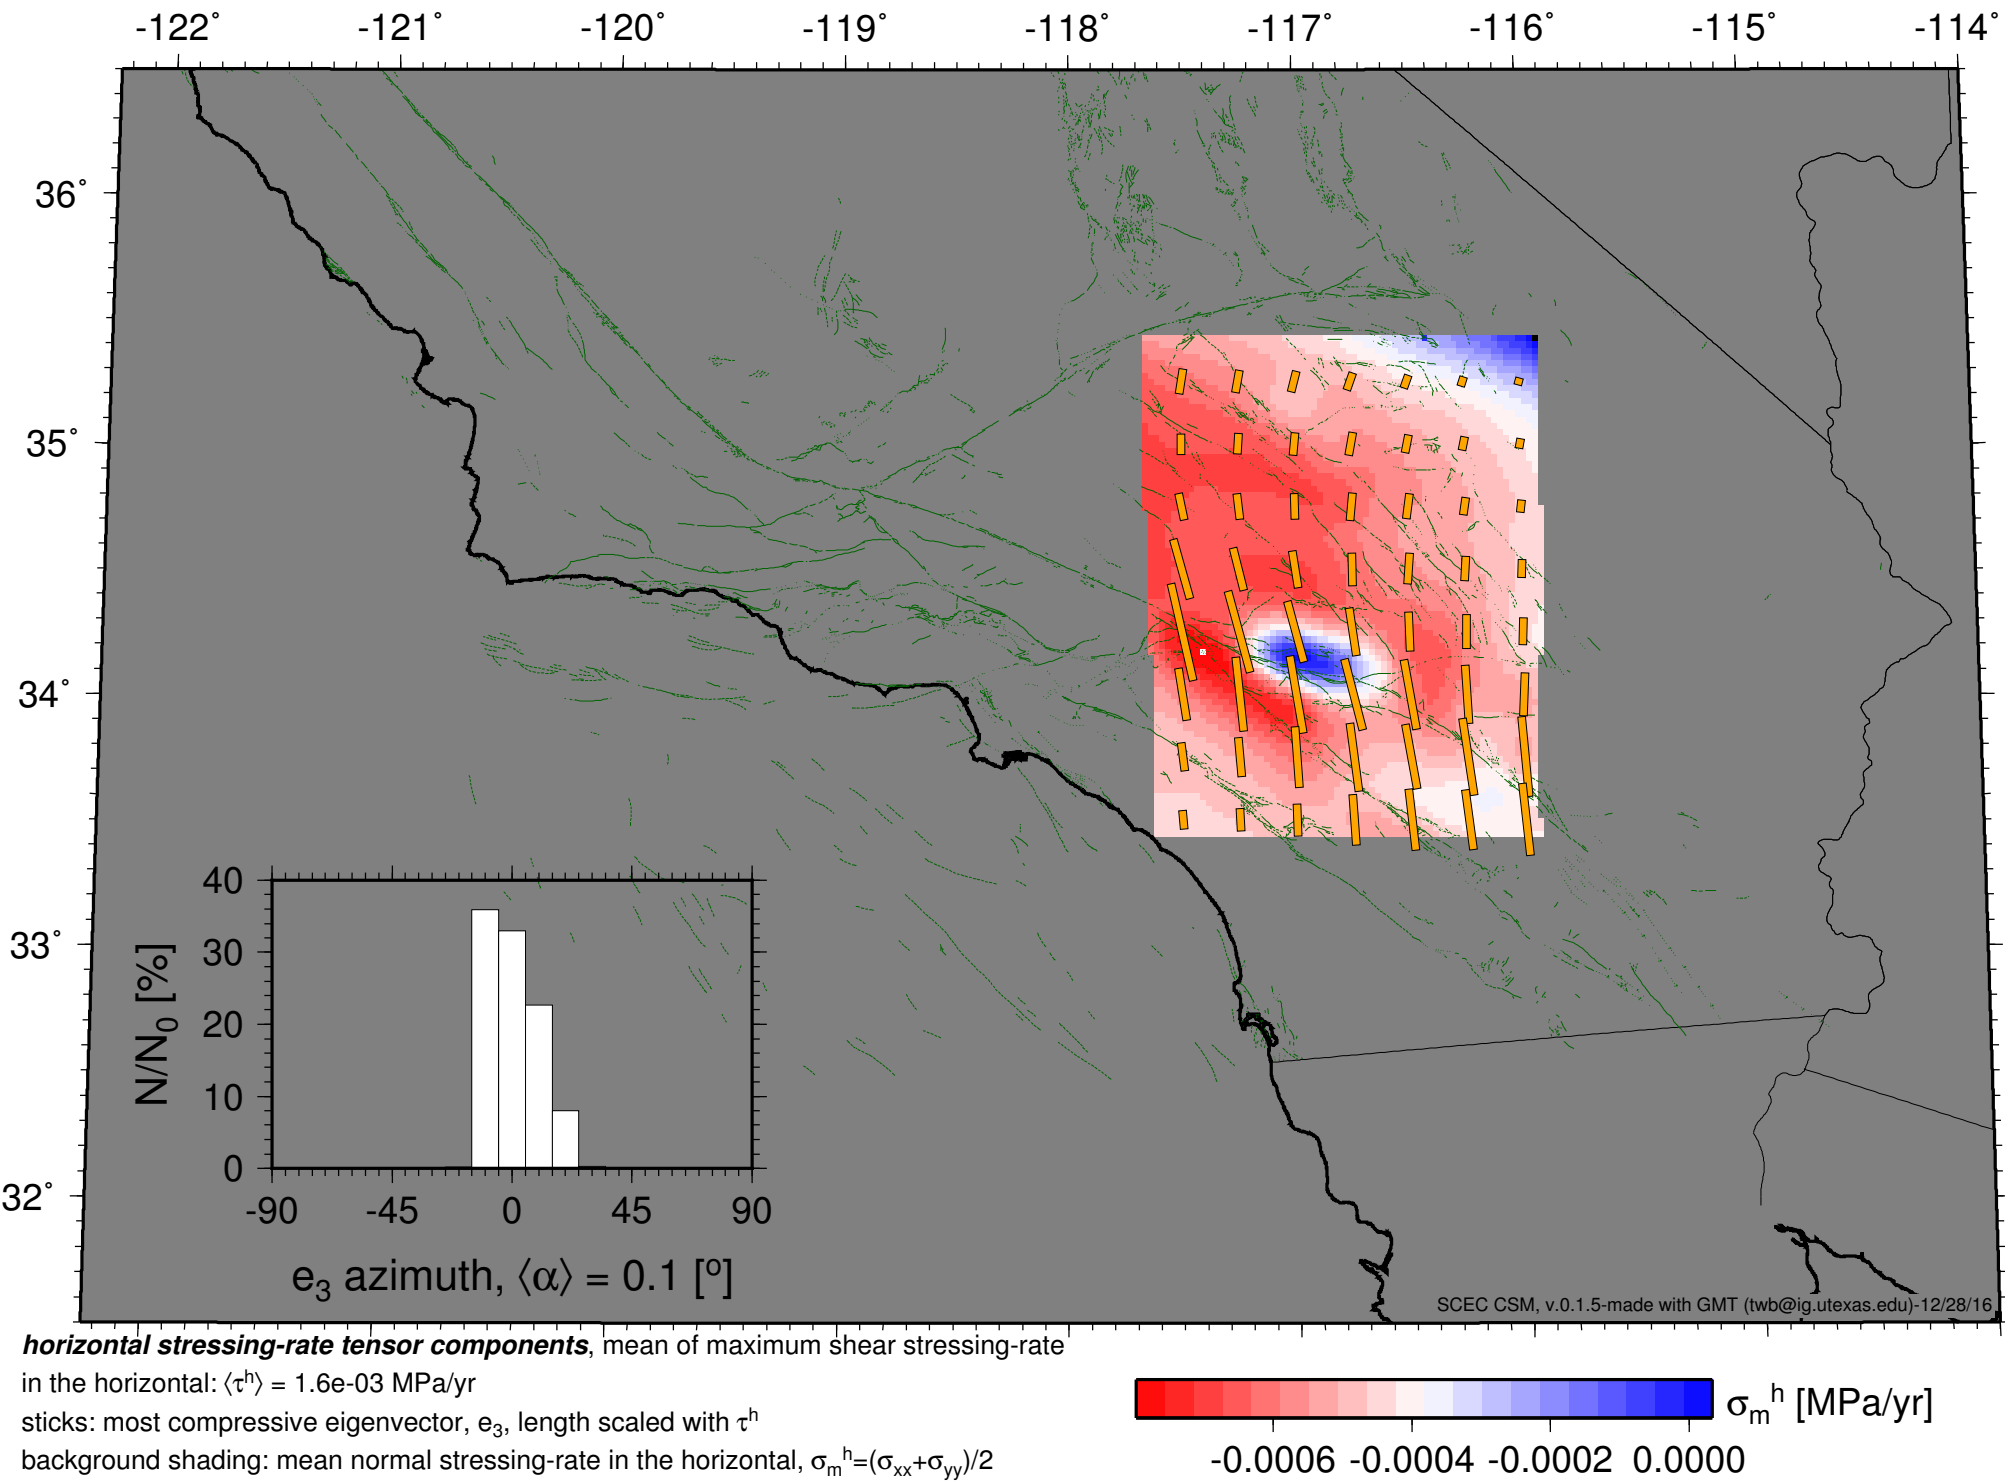 -122° -121° -120° -119° -118° -117° -116° -115° -114°
36°
35°
34°
33°
32°
40
30
20
10
0
N/N0 [%]
-90 -45 0 45 90
e3 azimuth, ⟨α⟩ = 0.1 [º]
SCEC CSM, v.0.1.5-made with GMT (twb@ig.utexas.edu)-12/28/16
horizontal stressing-rate tensor components, mean of maximum shear stressing-rate
in the horizontal: ⟨τh⟩ = 1.6e-03 MPa/yr
sticks: most compressive eigenvector, e3, length scaled with τh
background shading: mean normal stressing-rate in the horizontal, σmh=(σxx+σyy)/2
σmh [MPa/yr]
-0.0006 -0.0004 -0.0002 0.0000